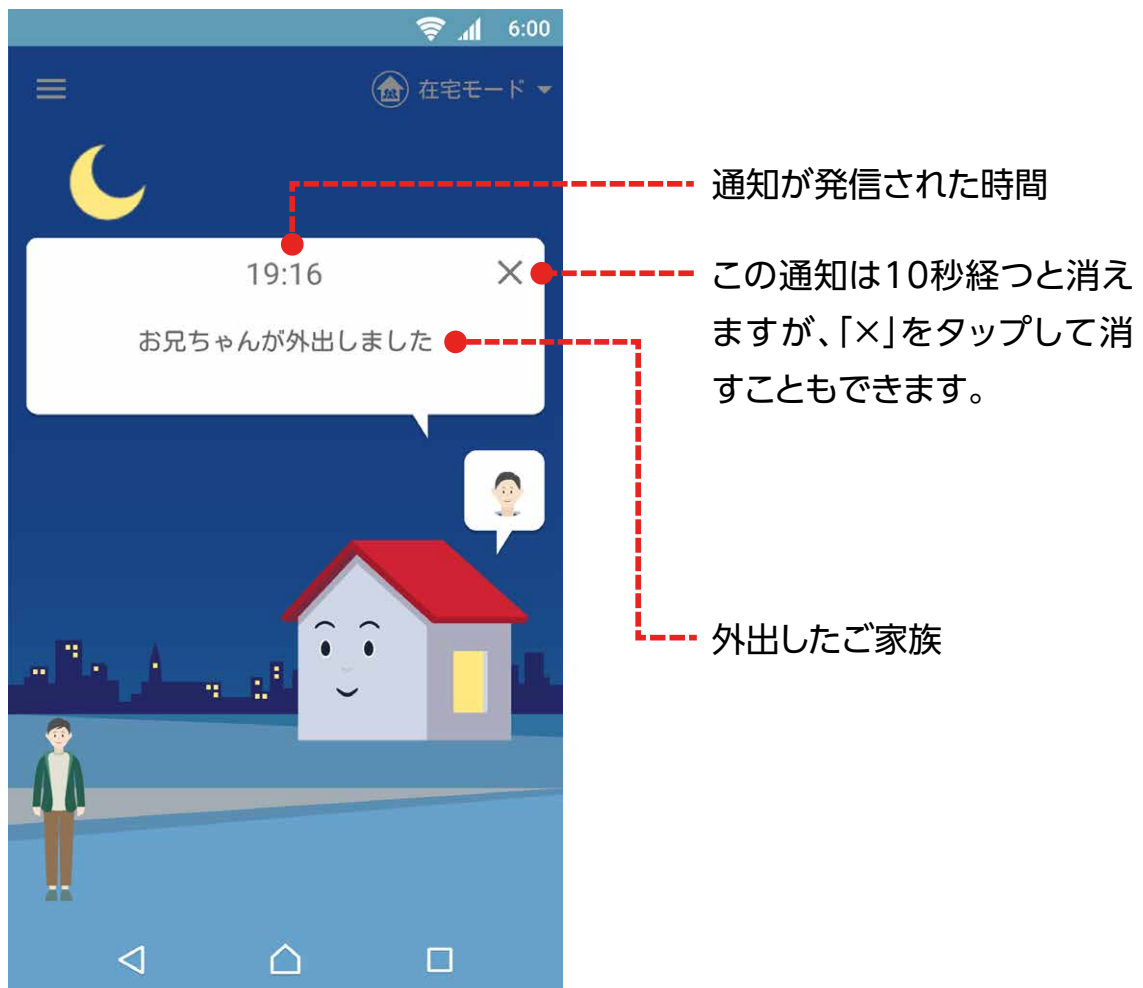 6:00
在宅モード
19:16
お兄ちゃんが外出しました
通知が発信された時間
この通知は10秒経つと消え
ますが、「×」をタップして消
すこともできます。
外出したご家族